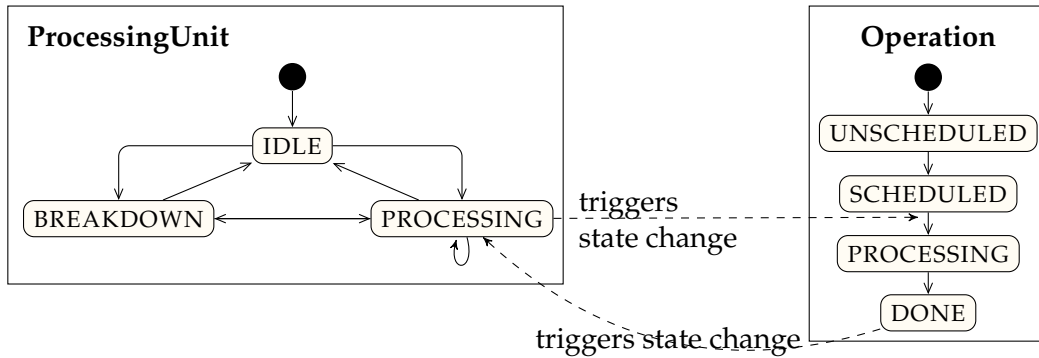 ProcessingUnit
IDLE
BREAKDOWN
PROCESSING
triggers
state change
triggers state change
Operation
UNSCHEDULED
SCHEDULED
PROCESSING
DONE